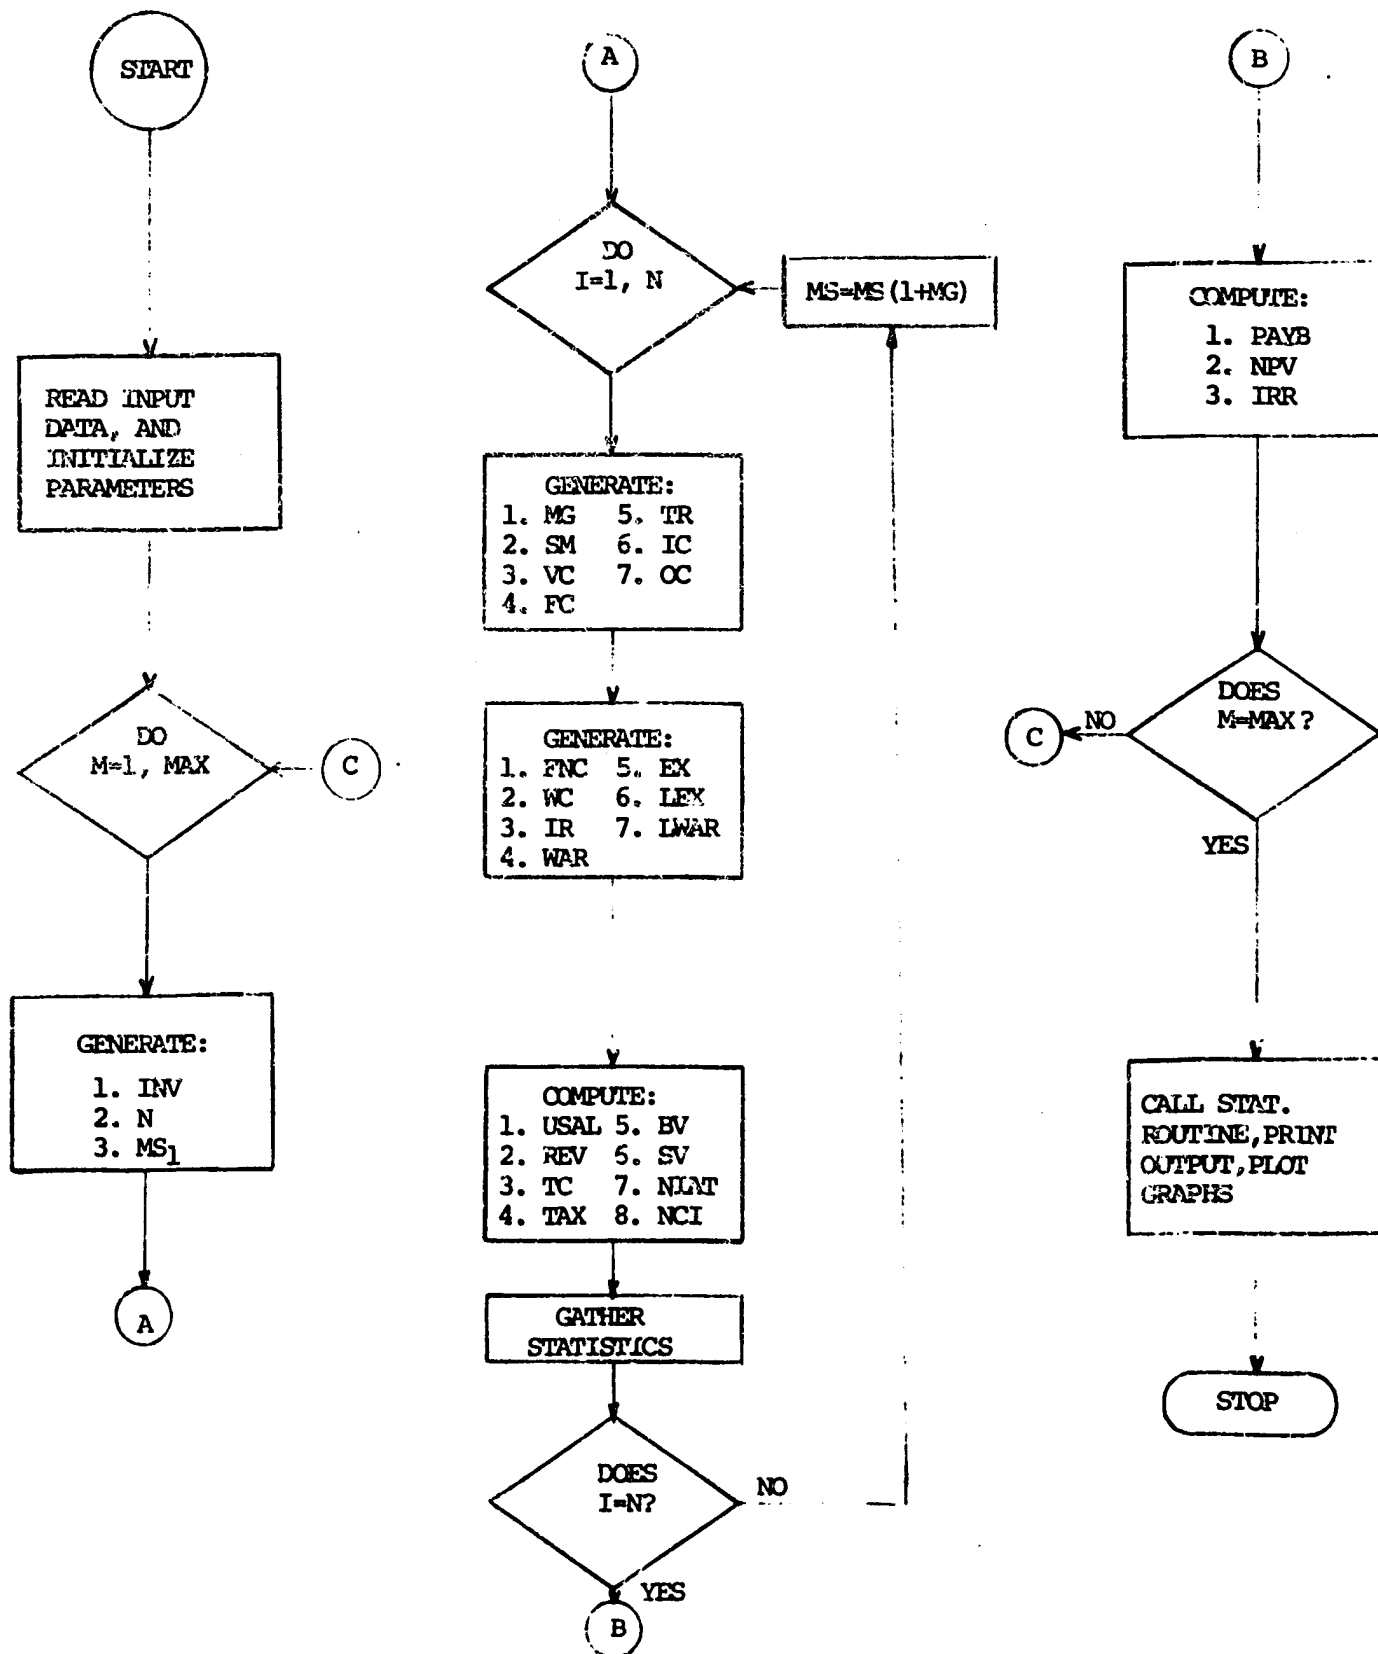 START
READ INPUT
DATA, AND
INITIALIZE
PARAMETERS
DO
M=1, MAX
C
GENERATE:
1. INV
2. N
3. MS1
A
A
DO
I=1, N
MS=MS(1+MG)
GENERATE:
1. MG 5. TR
2. SM 6. IC
3. VC 7. OC
4. FC
GENERATE:
1. FNC 5. EX
2. WC 6. LEX
3. IR 7. LWAR
4. WAR
COMPUTE:
1. USAL 5. BV
2. REV 6. SV
3. TC 7. NIAT
4. TAX 8. NCI
GATHER
STATISTICS
DOES
I=N?
NO
YES
B
B
COMPUTE:
1. PAYB
2. NPV
3. IRR
DOES
M=MAX?
NO
C
YES
CALL STAT.
ROUTINE,PRINT
OUTPUT,PLOT
GRAPHS
STOP